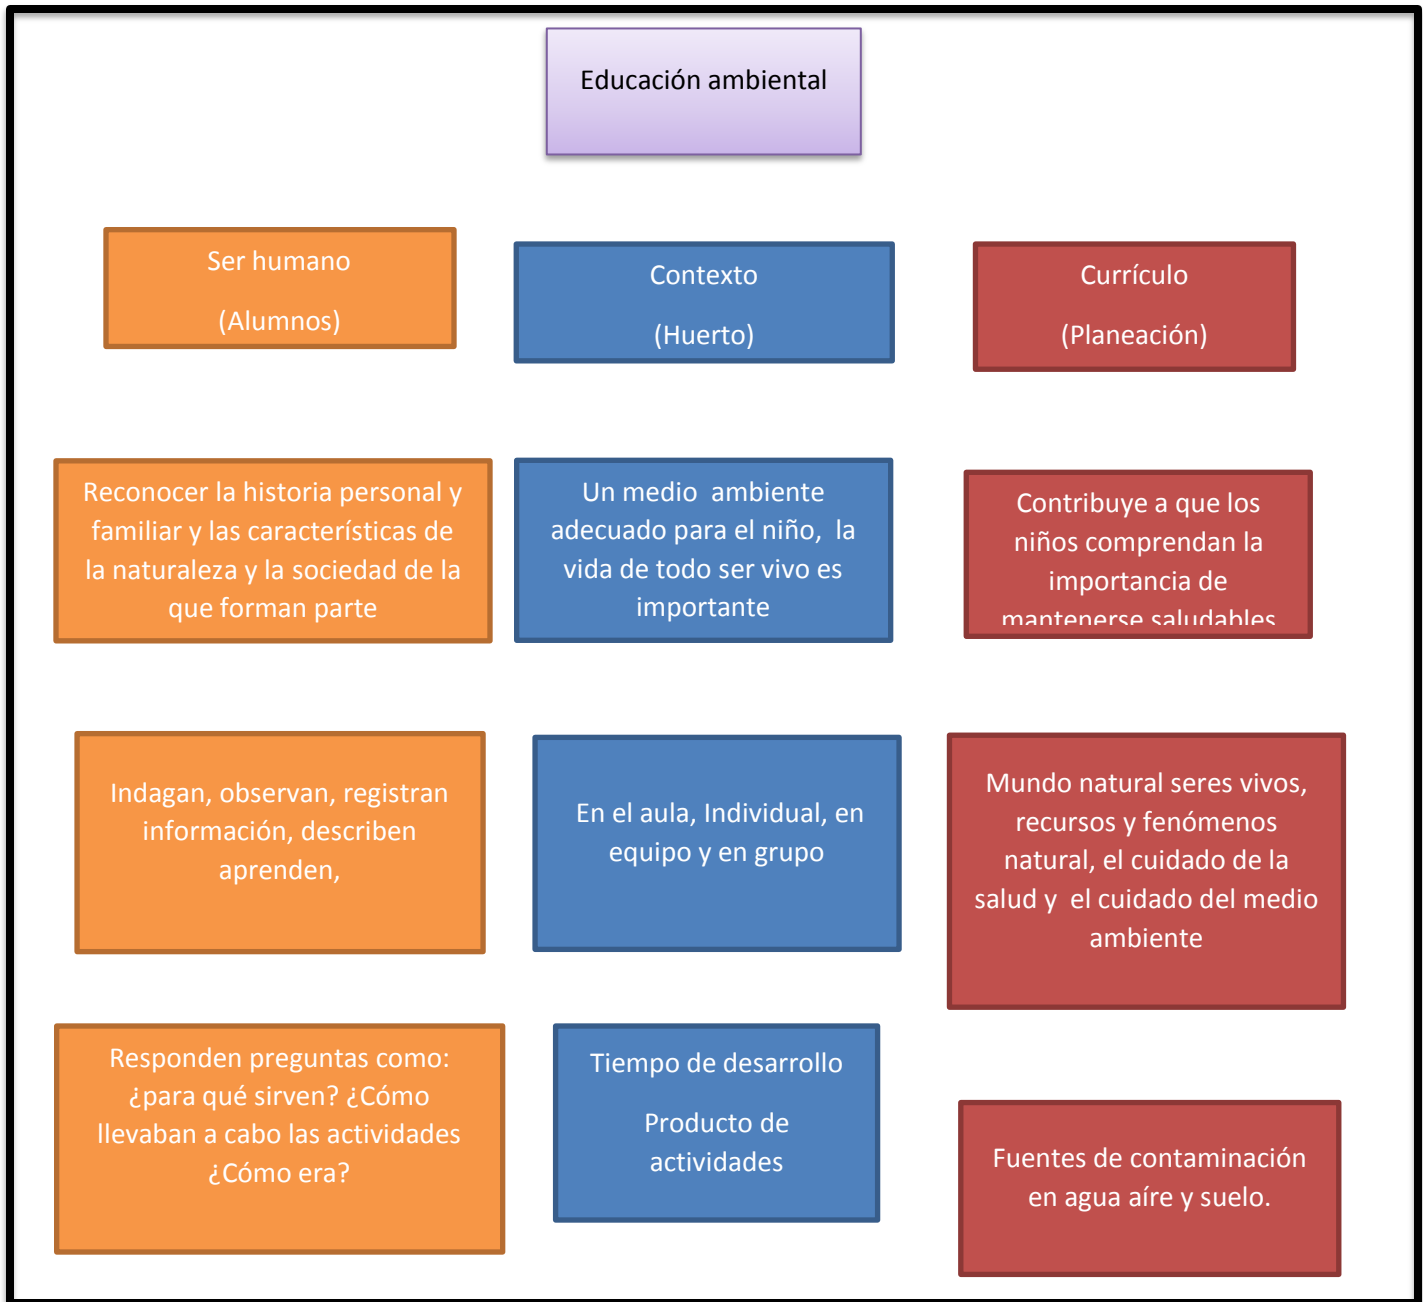 Educación ambiental
Ser humano
(Alumnos)
Contexto
(Huerto)
Currículo
(Planeación)
Reconocer la historia personal y
familiar y las características de
la naturaleza y la sociedad de la
que forman parte
Un medio ambiente
adecuado para el niño, la
vida de todo ser vivo es
importante
Contribuye a que los
niños comprendan la
importancia de
mantenerse saludables
Indagan, observan, registran
información, describen
aprenden,
En el aula, Individual, en
equipo y en grupo
Mundo natural seres vivos,
recursos y fenómenos
natural, el cuidado de la
salud y el cuidado del medio
ambiente
Responden preguntas como:
¿para qué sirven? ¿Cómo
llevaban a cabo las actividades
¿Cómo era?
Tiempo de desarrollo
Producto de
actividades
Fuentes de contaminación
en agua aíre y suelo.